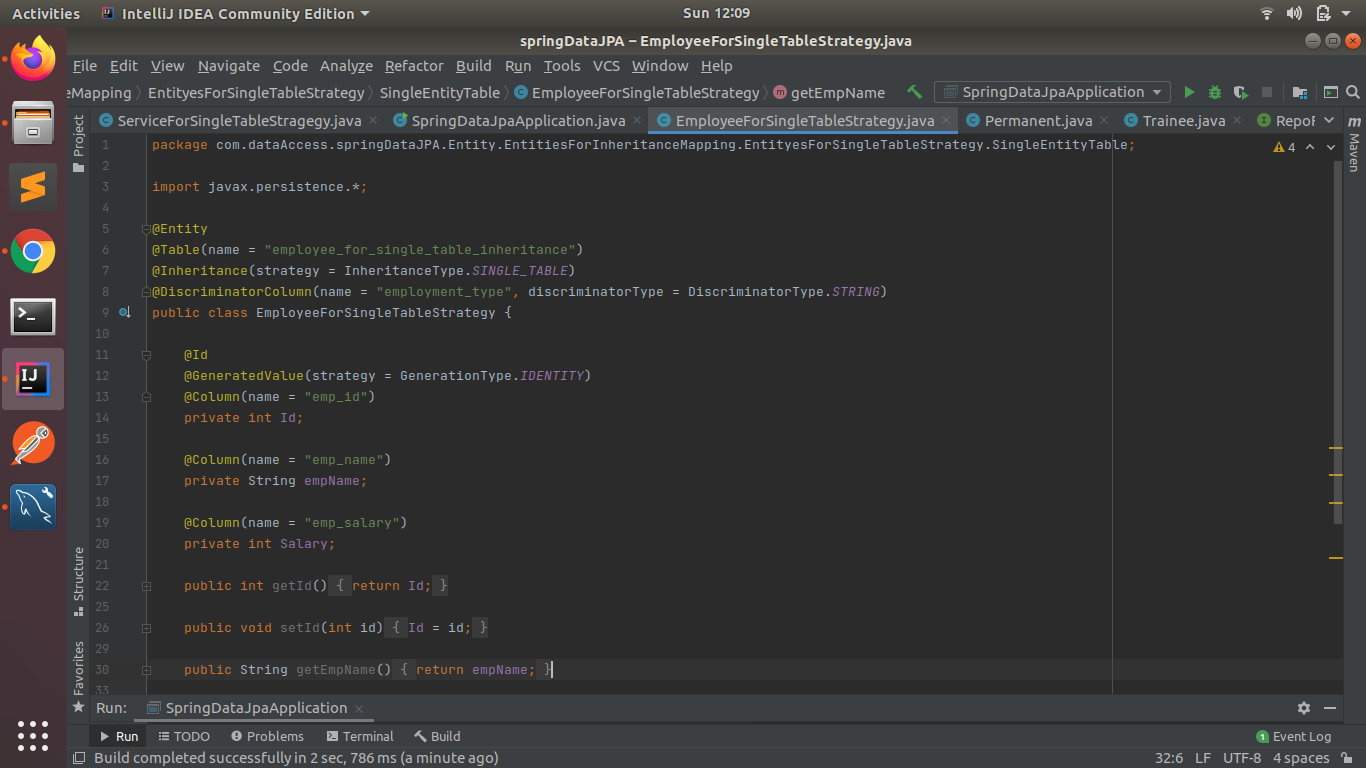 Activities IntelliJ IDEA Community Edition Sun 12:09
springDataJPA – EmployeeForSingleTableStrategy.java
File Edit View Navigate Code Analyze Refactor Build Run Tools VCS Window Help
eMapping EntityesForSingleTableStrategy SingleEntityTable EmployeeForSingleTableStrategy getEmpName SpringDataJpaApplication
ServiceForSingleTableStragegy.java SpringDataJpaApplication.java EmployeeForSingleTableStrategy.java Permanent.java Trainee.java RepoF
Project
Maven
4
1 package com.dataAccess.springDataJPA.Entity.EntitiesForInheritanceMapping.EntityesForSingleTableStrategy.SingleEntityTable;
2
3 import javax.persistence.*;
4
5 @Entity
6 @Table(name = "employee_for_single_table_inheritance")
7 @Inheritance(strategy = InheritanceType.SINGLE_TABLE)
8 @DiscriminatorColumn(name = "employment_type", discriminatorType = DiscriminatorType.STRING)
9 public class EmployeeForSingleTableStrategy {
10
11 @Id
12 @GeneratedValue(strategy = GenerationType.IDENTITY)
13 @Column(name = "emp_id")
14 private int Id;
15
16 @Column(name = "emp_name")
17 private String empName;
18
19 @Column(name = "emp_salary")
20 private int Salary;
21
22 public int getId() { return Id; }
25
26 public void setId(int id) { Id = id; }
29
30 public String getEmpName() { return empName; }
33
Structure
Favorites
Run: SpringDataJpaApplication
Run TODO Problems Terminal Build 1 Event Log
Build completed successfully in 2 sec, 786 ms (a minute ago) 32:6 LF UTF-8 4 spaces